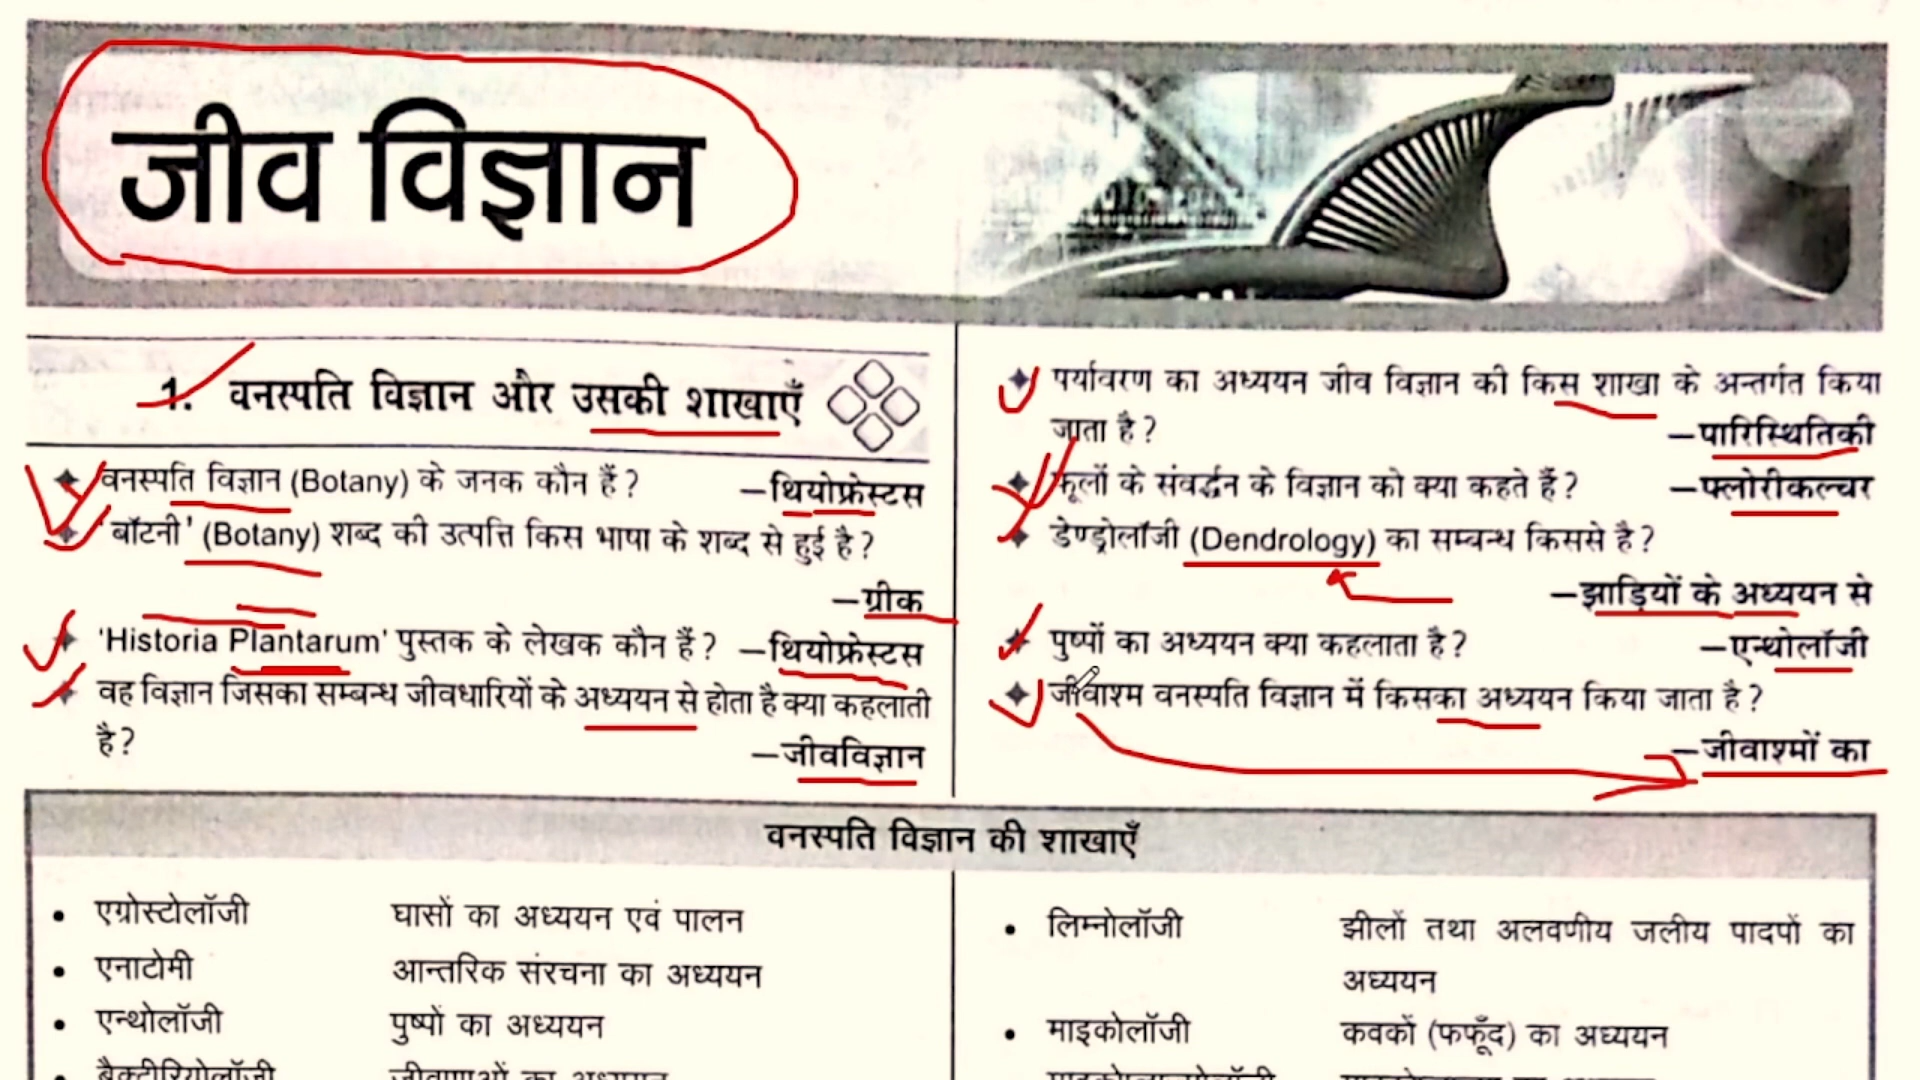 जीव विज्ञान
1. वनस्पति विज्ञान और उसकी शाखाएँ
वनस्पति विज्ञान (Botany) के जनक कौन हैं? –थियोफ्रेस्टस
'बॉटनी' (Botany) शब्द की उत्पत्ति किस भाषा के शब्द से हुई है?
–ग्रीक
'Historia Plantarum' पुस्तक के लेखक कौन हैं? –थियोफ्रेस्टस
वह विज्ञान जिसका सम्बन्ध जीवधारियों के अध्ययन से होता है क्या कहलाती
है? –जीवविज्ञान
पर्यावरण का अध्ययन जीव विज्ञान की किस शाखा के अन्तर्गत किया
जाता है? –पारिस्थितिकी
फूलों के संवर्द्धन के विज्ञान को क्या कहते हैं? –फ्लोरीकल्चर
डेण्ड्रोलॉजी (Dendrology) का सम्बन्ध किससे है?
–झाड़ियों के अध्ययन से
पुष्पों का अध्ययन क्या कहलाता है? –एन्थोलॉजी
जीवाश्म वनस्पति विज्ञान में किसका अध्ययन किया जाता है?
–जीवाश्मों का
वनस्पति विज्ञान की शाखाएँ
• एग्रोस्टोलॉजी घासों का अध्ययन एवं पालन
• एनाटोमी आन्तरिक संरचना का अध्ययन
• एन्थोलॉजी पुष्पों का अध्ययन
• बैक्टीरियोलॉजी जीवाणुओं का अध्ययन
• लिम्नोलॉजी झीलों तथा अलवणीय जलीय पादपों का
अध्ययन
• माइकोलॉजी कवकों (फफूँद) का अध्ययन